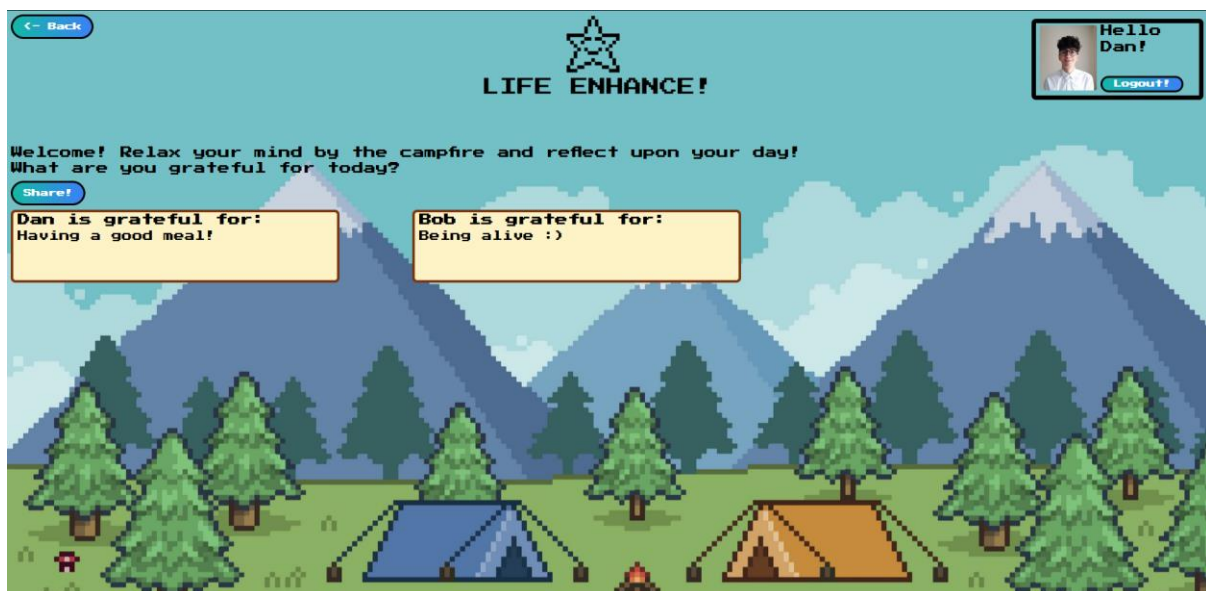 <- Back
LIFE ENHANCE!
Hello
Dan!
Logout!
Welcome! Relax your mind by the campfire and reflect upon your day!
What are you grateful for today?
Share!
Dan is grateful for:
Having a good meal!
Bob is grateful for:
Being alive :)